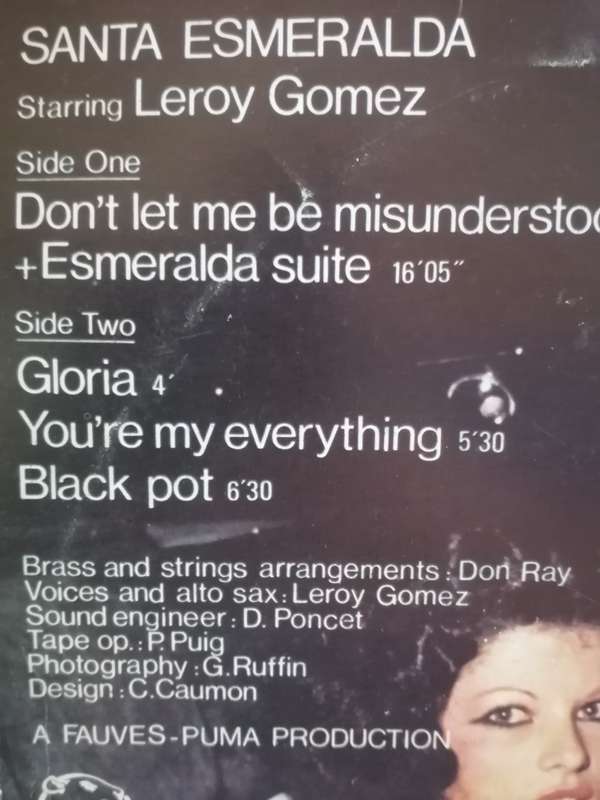 SANTA ESMERALDA
Starring Leroy Gomez
Side One
Don't let me be misunderstoo
+Esmeralda suite 16′05″
Side Two
Gloria 4′
You're my everything 5′30
Black pot 6′30
Brass and strings arrangements : Don Ray
Voices and alto sax : Leroy Gomez
Sound engineer : D. Poncet
Tape op. : P. Puig
Photography : G.Ruffin
Design : C.Caumon
A FAUVES-PUMA PRODUCTION